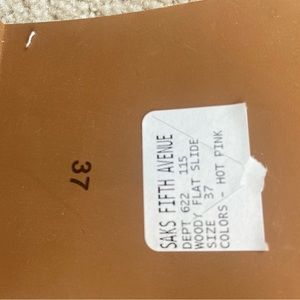 SAKS FIFTH AVENUE
DEPT 622 115
WOODY FLAT SLIDE
SIZE 37
COLORS - HOT PINK
37